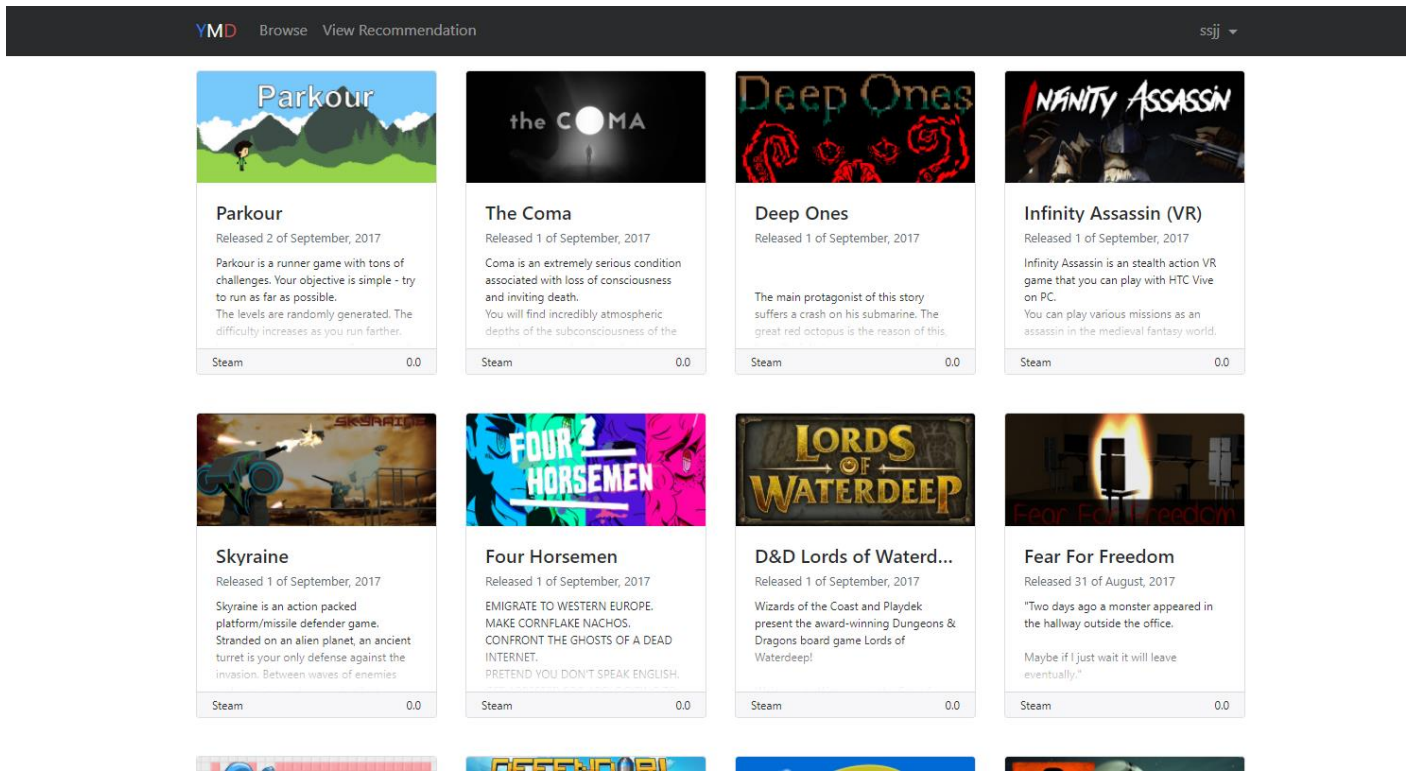 YMD Browse View Recommendation ssjj
Parkour
the COMA
Deep Ones
INFINITY ASSASSIN
Parkour
The Coma
Deep Ones
Infinity Assassin (VR)
Released 2 of September, 2017
Released 1 of September, 2017
Released 1 of September, 2017
Released 1 of September, 2017
Parkour is a runner game with tons of
challenges. Your objective is simple - try
to run as far as possible.
The levels are randomly generated. The
difficulty increases as you run farther.
Coma is an extremely serious condition
associated with loss of consciousness
and inviting death.
You will find incredibly atmospheric
depths of the subconsciousness of the
The main protagonist of this story
suffers a crash on his submarine. The
great red octopus is the reason of this,
Infinity Assassin is an stealth action VR
game that you can play with HTC Vive
on PC.
You can play various missions as an
assassin in the medieval fantasy world.
Steam 0.0
Steam 0.0
Steam 0.0
Steam 0.0
SKYRAINE
FOUR
HORSEMEN
LORDS
OF
WATERDEEP
Fear For Freedom
Skyraine
Four Horsemen
D&D Lords of Waterd...
Fear For Freedom
Released 1 of September, 2017
Released 1 of September, 2017
Released 1 of September, 2017
Released 31 of August, 2017
Skyraine is an action packed
platform/missile defender game.
Stranded on an alien planet, an ancient
turret is your only defense against the
invasion. Between waves of enemies
EMIGRATE TO WESTERN EUROPE.
MAKE CORNFLAKE NACHOS.
CONFRONT THE GHOSTS OF A DEAD
INTERNET.
PRETEND YOU DON'T SPEAK ENGLISH.
Wizards of the Coast and Playdek
present the award-winning Dungeons &
Dragons board game Lords of
Waterdeep!
"Two days ago a monster appeared in
the hallway outside the office.
Maybe if I just wait it will leave
eventually."
Steam 0.0
Steam 0.0
Steam 0.0
Steam 0.0